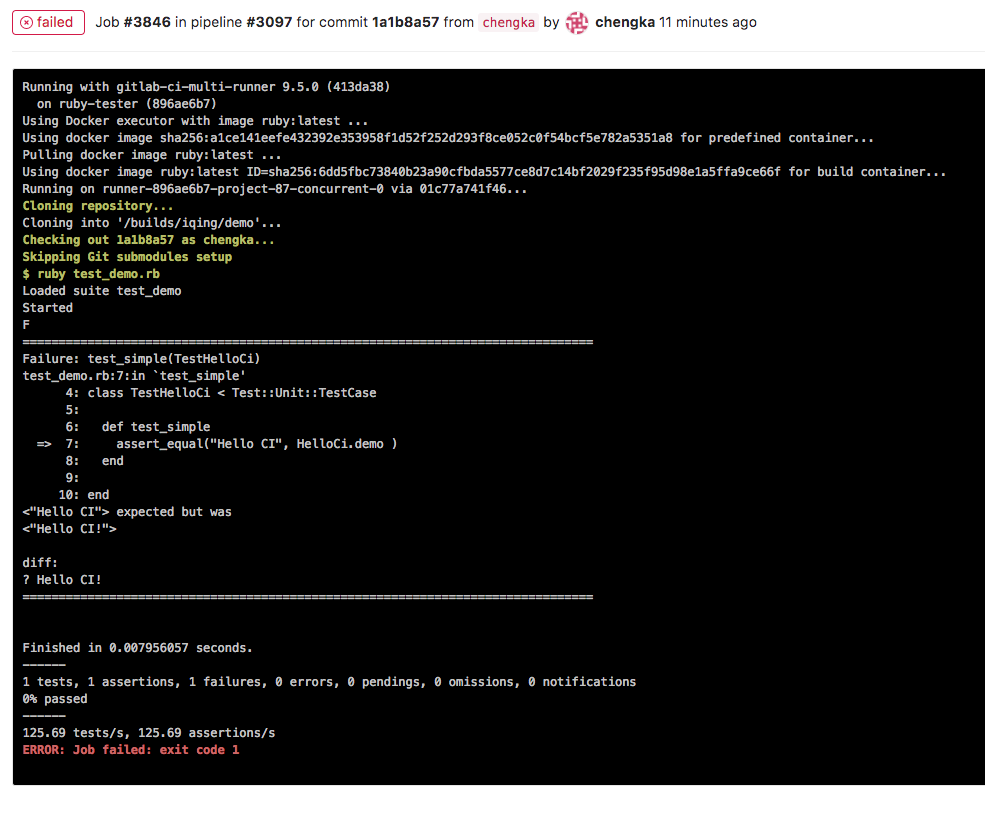 failed Job #3846 in pipeline #3097 for commit 1a1b8a57 from chengka by chengka 11 minutes ago
Running with gitlab-ci-multi-runner 9.5.0 (413da38)
  on ruby-tester (896ae6b7)
Using Docker executor with image ruby:latest ...
Using docker image sha256:a1ce141eefe432392e353958f1d52f252d293f8ce052c0f54bcf5e782a5351a8 for predefined container...
Pulling docker image ruby:latest ...
Using docker image ruby:latest ID=sha256:6dd5fbc73840b23a90cfbda5577ce8d7c14bf2029f235f95d98e1a5ffa9ce66f for build container...
Running on runner-896ae6b7-project-87-concurrent-0 via 01c77a741f46...
Cloning repository...
Cloning into '/builds/iqing/demo'...
Checking out 1a1b8a57 as chengka...
Skipping Git submodules setup
$ ruby test_demo.rb
Loaded suite test_demo
Started
F
===============================================================================
Failure: test_simple(TestHelloCi)
test_demo.rb:7:in `test_simple'
      4: class TestHelloCi < Test::Unit::TestCase
      5:
      6:   def test_simple
  =>  7:     assert_equal("Hello CI", HelloCi.demo )
      8:   end
      9:
     10: end
<"Hello CI"> expected but was
<"Hello CI!">

diff:
? Hello CI!
===============================================================================

Finished in 0.007956057 seconds.
------
1 tests, 1 assertions, 1 failures, 0 errors, 0 pendings, 0 omissions, 0 notifications
0% passed
------
125.69 tests/s, 125.69 assertions/s
ERROR: Job failed: exit code 1